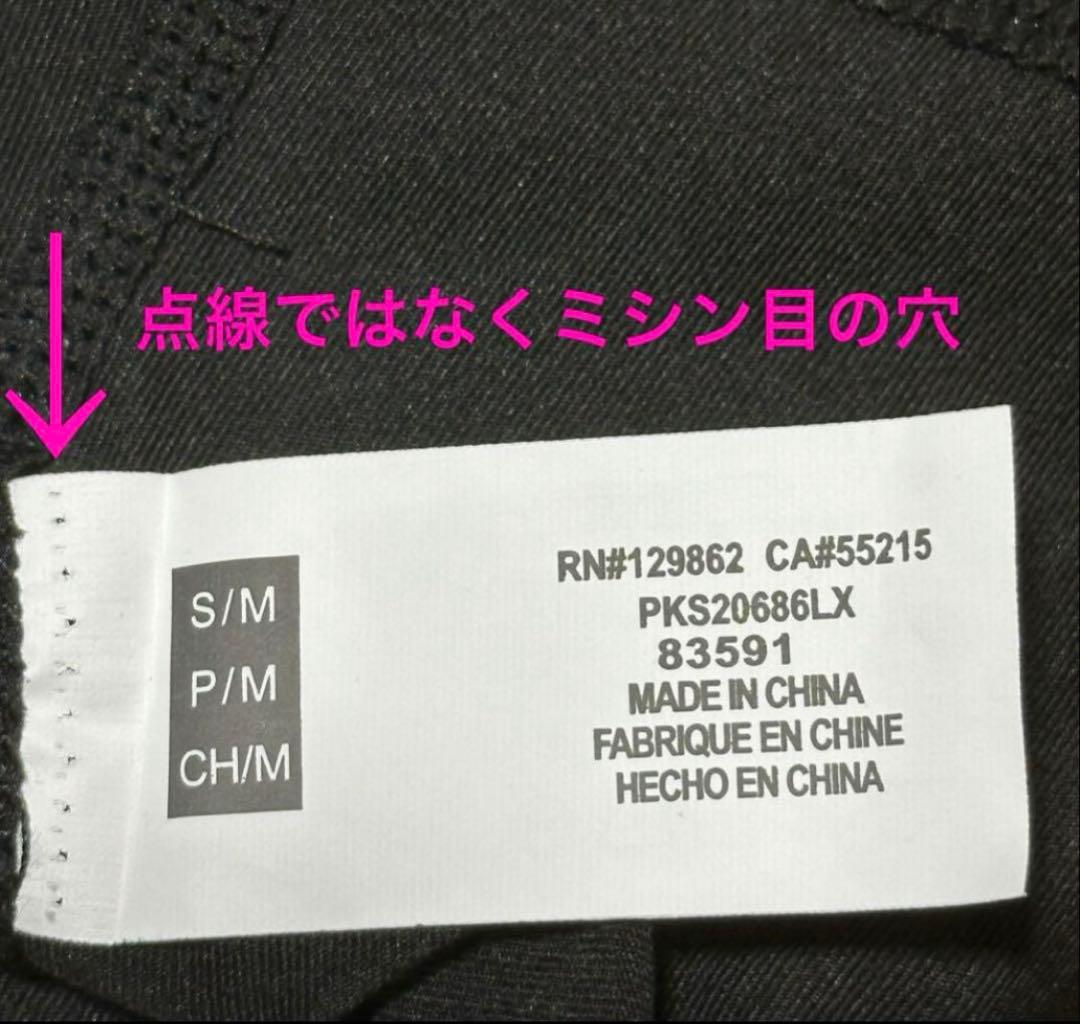 点線ではなくミシン目の穴
S/M
P/M
CH/M
RN#129862 CA#55215
PKS20686LX
83591
MADE IN CHINA
FABRIQUE EN CHINE
HECHO EN CHINA